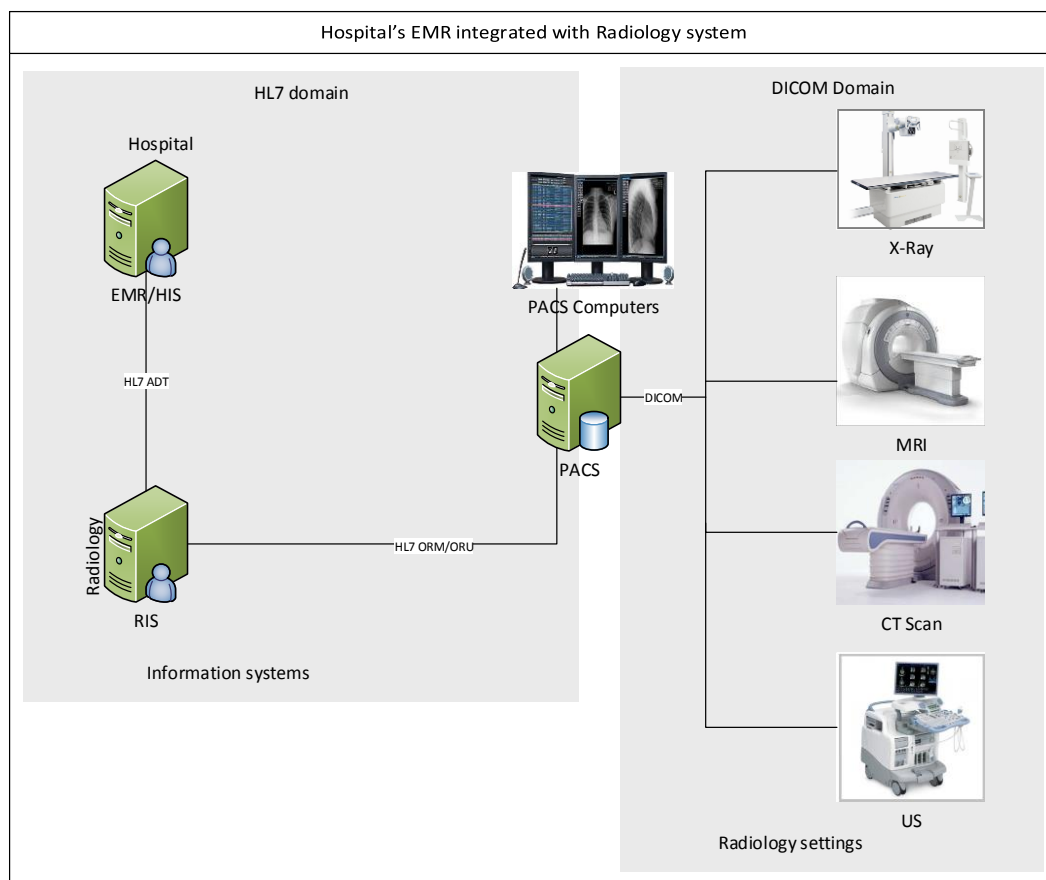 Hospital's EMR integrated with Radiology system
HL7 domain
DICOM Domain
Hospital
EMR/HIS
HL7 ADT
Radiology
RIS
Information systems
HL7 ORM/ORU
PACS Computers
PACS
DICOM
X-Ray
MRI
CT Scan
US
Radiology settings